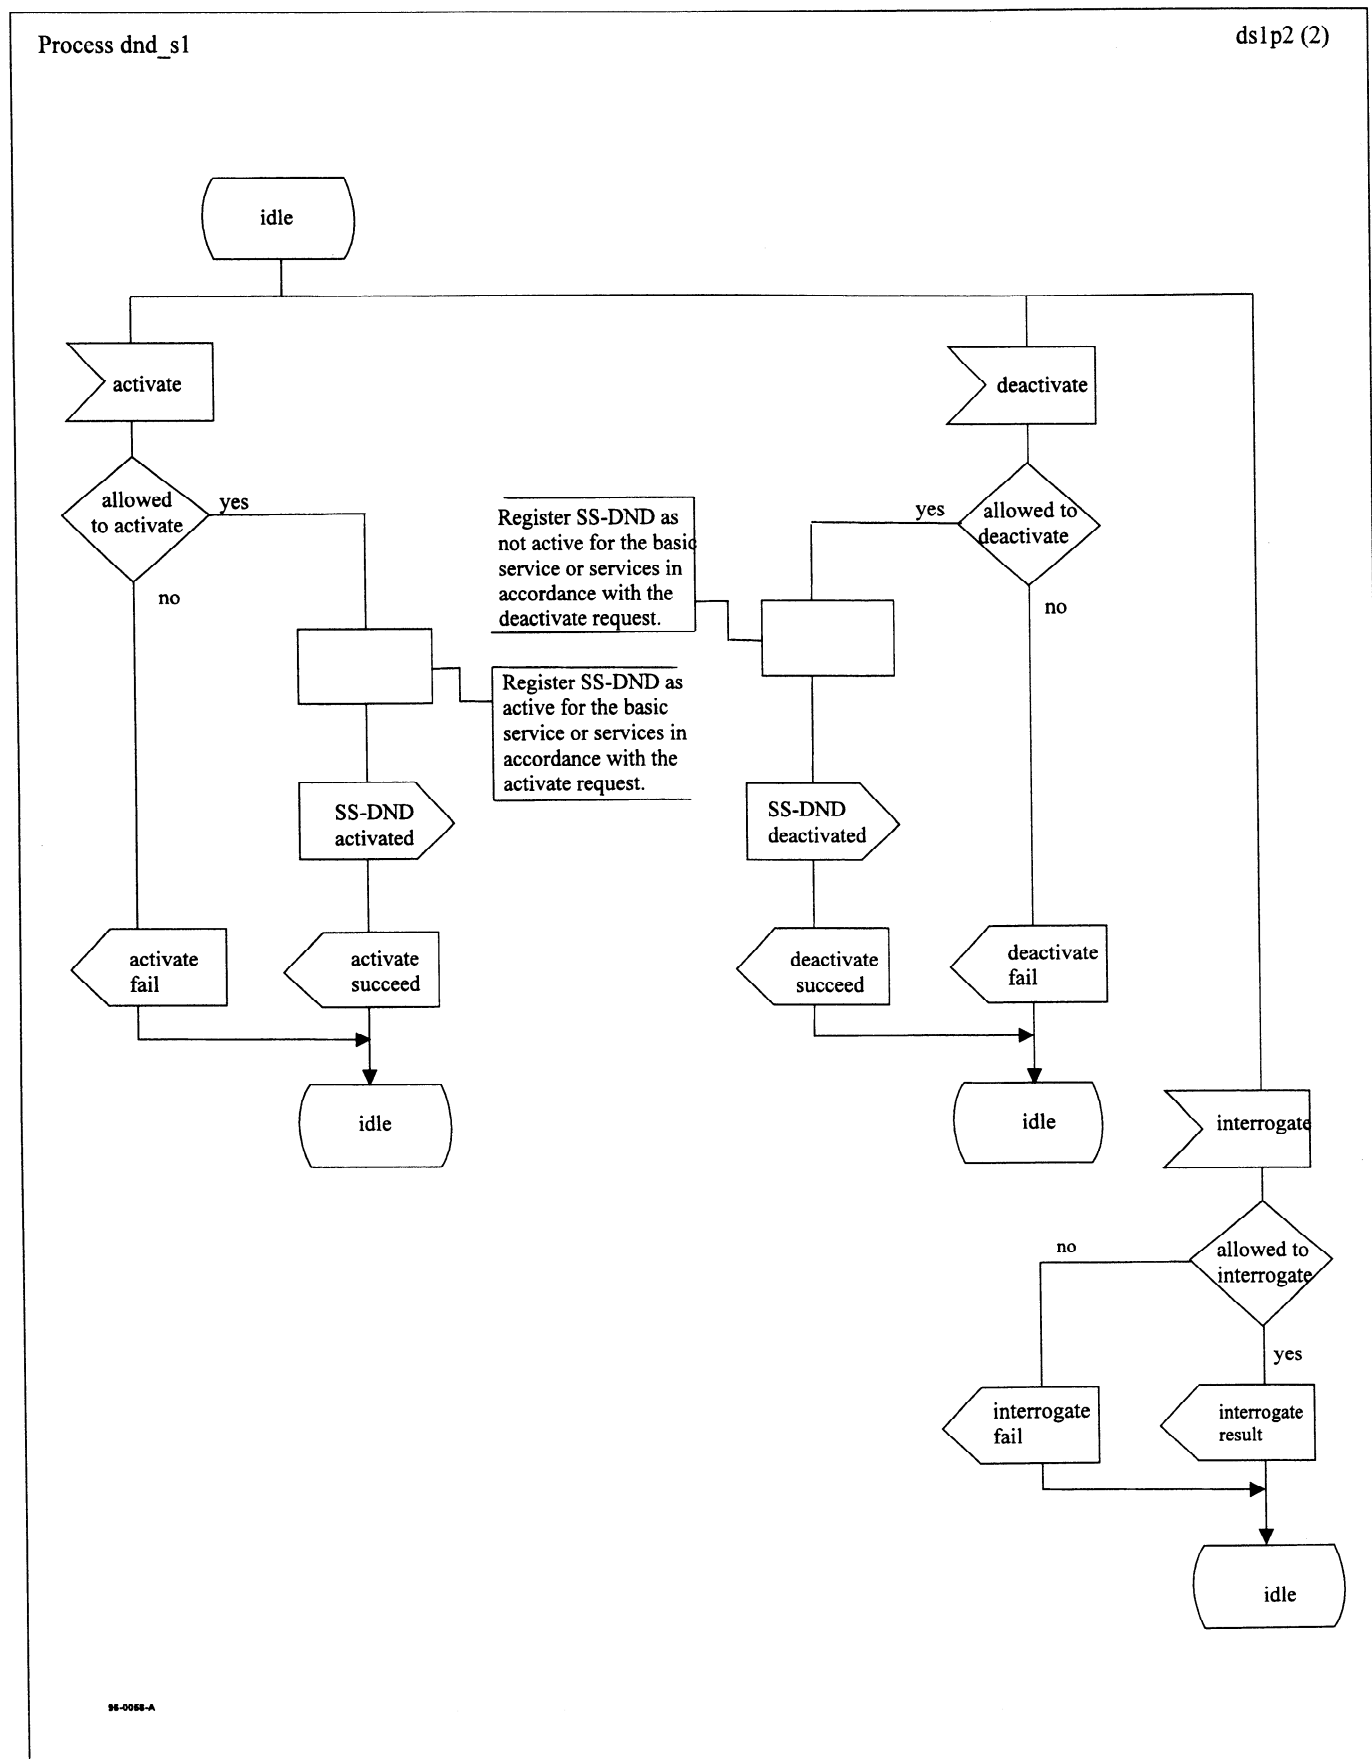 Process dnd_s1
ds1p2 (2)
idle
activate
deactivate
allowed
to activate
yes
no
Register SS-DND as
not active for the basic
service or services in
accordance with the
deactivate request.
yes
allowed to
deactivate
no
Register SS-DND as
active for the basic
service or services in
accordance with the
activate request.
SS-DND
activated
SS-DND
deactivated
activate
fail
activate
succeed
deactivate
succeed
deactivate
fail
idle
idle
interrogate
no
allowed to
interrogate
yes
interrogate
fail
interrogate
result
idle